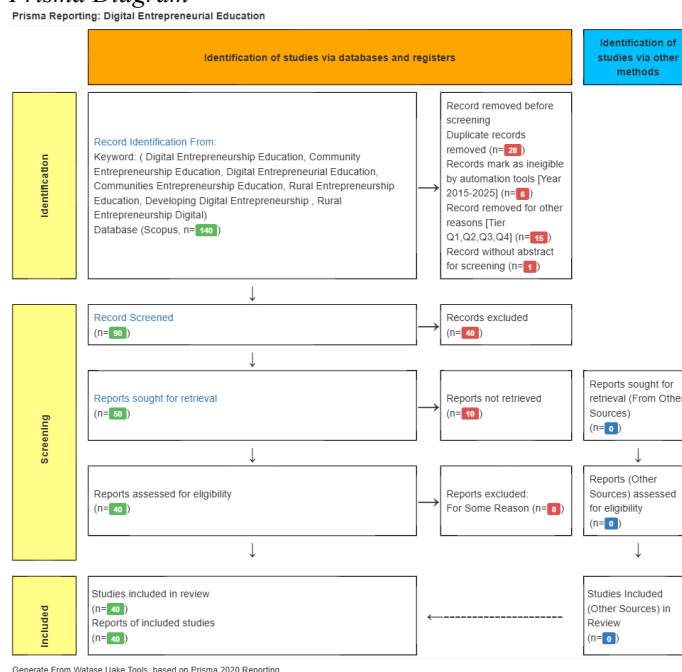 Prisma Diagram
Prisma Reporting: Digital Entrepreneurial Education
Identification of studies via databases and registers
Identification of
studies via other
methods
Identification
Record Identification From:
Keyword: ( Digital Entrepreneurship Education, Community
Entrepreneurship Education, Digital Entrepreneurial Education,
Communities Entrepreneurship Education, Rural Entrepreneurship
Education, Developing Digital Entrepreneurship , Rural
Entrepreneurship Digital)
Database (Scopus, n= 140 )
Record removed before
screening
Duplicate records
removed (n= 28 )
Records mark as ineigible
by automation tools [Year
2015-2025] (n= 6 )
Record removed for other
reasons [Tier
Q1,Q2,Q3,Q4] (n= 15 )
Record without abstract
for screening (n= 1 )
Screening
Record Screened
(n= 90 )
Records excluded
(n= 40 )
Reports sought for retrieval
(n= 50 )
Reports not retrieved
(n= 10 )
Reports sought for
retrieval (From Other
Sources)
(n= 0 )
Reports assessed for eligibility
(n= 40 )
Reports excluded:
For Some Reason (n= 0 )
Reports (Other
Sources) assessed
for eligibility
(n= 0 )
Included
Studies included in review
(n= 40 )
Reports of included studies
(n= 40 )
Studies Included
(Other Sources) in
Review
(n= 0 )
Generate From Watase Uake Tools, based on Prisma 2020 Reporting